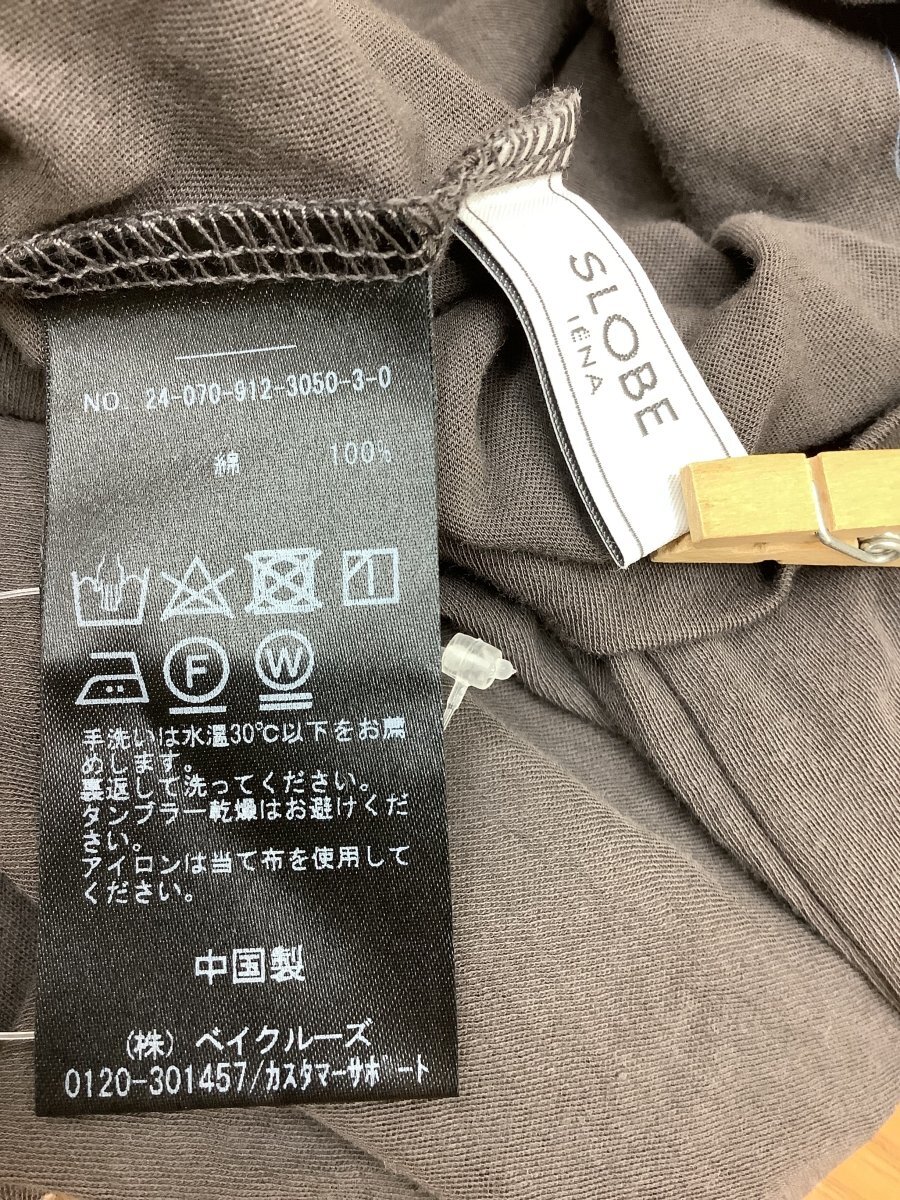 NO. 24-070-912-3050-3-0
綿 100%
F W
手洗いは水温30℃以下をお薦
めします。
裏返して洗ってください。
タンブラー乾燥はお避けくだ
さい。
アイロンは当て布を使用して
ください。
中国製
(株) ベイクルーズ
0120-301457/カスタマーサポート
SLOBE
IÉNA